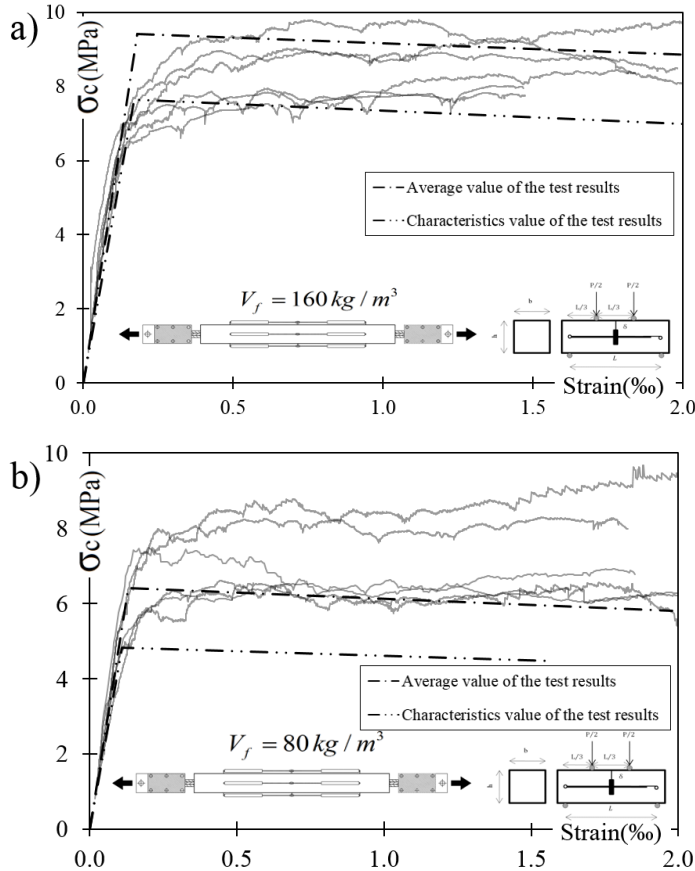 a)
σc(MPa)
10
8
6
4
2
0
Average value of the test results
Characteristics value of the test results
V_f = 160 kg / m³
b
h
P/2 P/2
L/3 L/3
δ
L
Strain(‰)
0.0 0.5 1.0 1.5 2.0
b)
σc(MPa)
10
8
6
4
2
0
Average value of the test results
Characteristics value of the test results
V_f = 80 kg / m³
b
h
P/2 P/2
L/3 L/3
δ
L
Strain(‰)
0.0 0.5 1.0 1.5 2.0